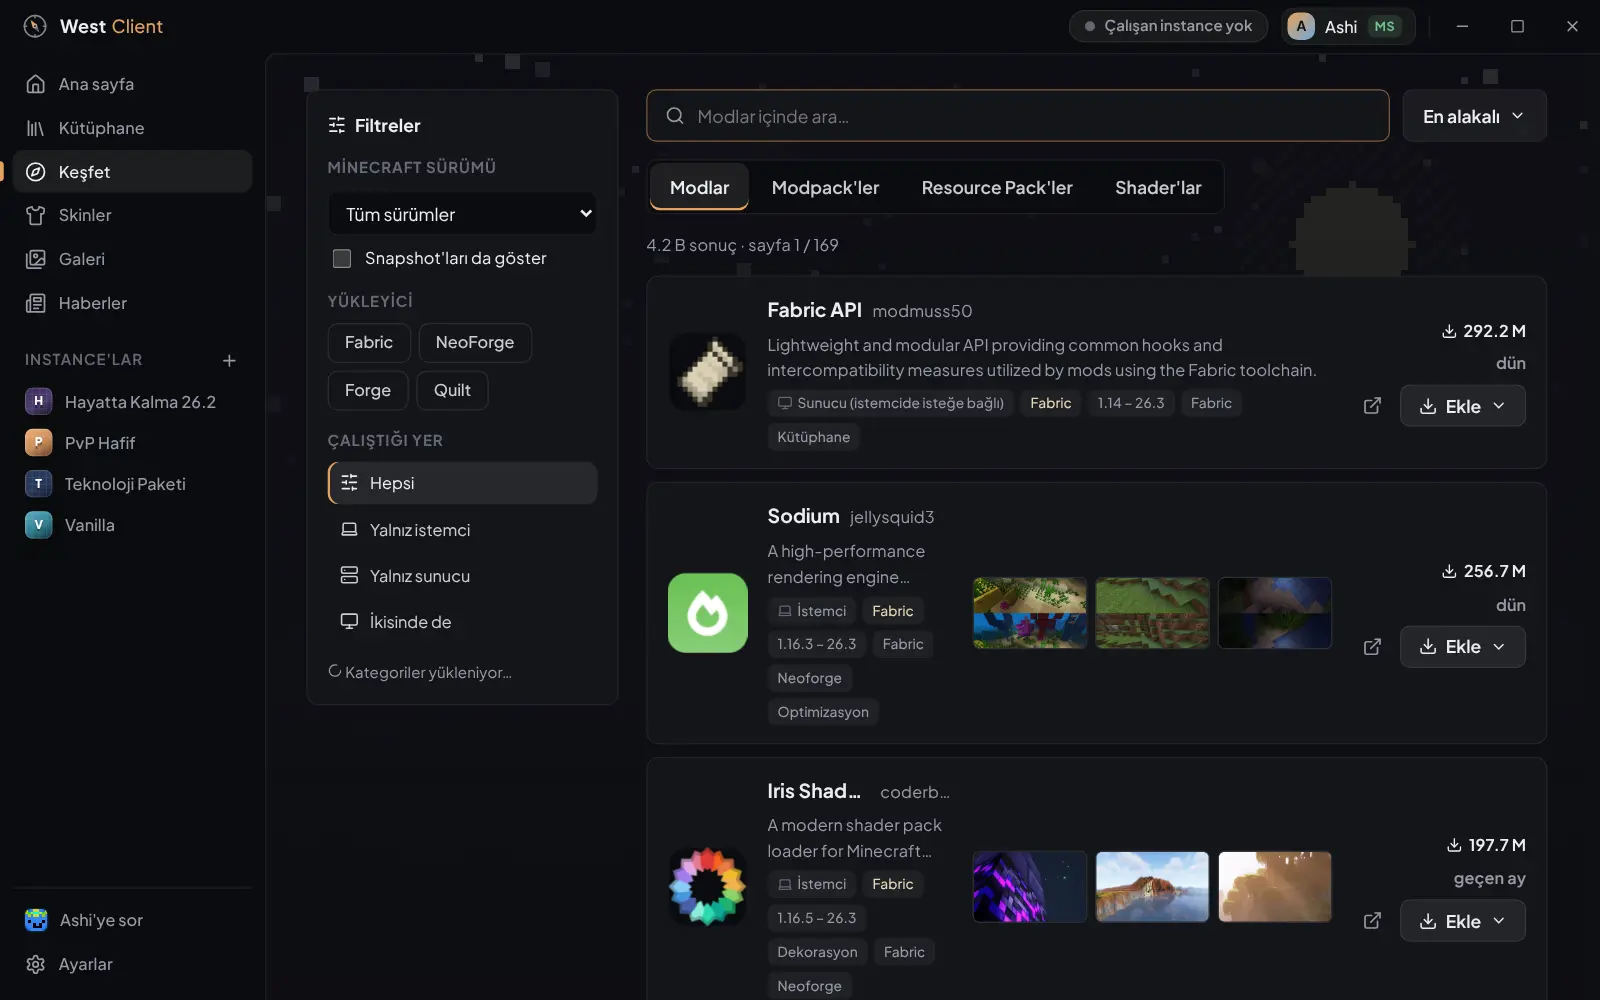 West Client
Çalışan instance yok
A Ashi MS
Ana sayfa
Kütüphane
Keşfet
Skinler
Galeri
Haberler
INSTANCE'LAR
H Hayatta Kalma 26.2
P PvP Hafif
T Teknoloji Paketi
V Vanilla
Ashi'ye sor
Ayarlar
Filtreler
MİNECRAFT SÜRÜMÜ
Tüm sürümler
Snapshot'ları da göster
YÜKLEYİCİ
Fabric NeoForge
Forge Quilt
ÇALIŞTIĞI YER
Hepsi
Yalnız istemci
Yalnız sunucu
İkisinde de
Kategoriler yükleniyor…
Modlar içinde ara…
En alakalı
Modlar Modpack'ler Resource Pack'ler Shader'lar
4.2 B sonuç · sayfa 1 / 169
Fabric API modmuss50
Lightweight and modular API providing common hooks and
intercompatibility measures utilized by mods using the Fabric toolchain.
Sunucu (istemcide isteğe bağlı) Fabric 1.14 – 26.3 Fabric
Kütüphane
292.2 M
dün
Ekle
Sodium jellysquid3
A high-performance
rendering engine…
İstemci Fabric
1.16.3 – 26.3 Fabric
Neoforge
Optimizasyon
256.7 M
dün
Ekle
Iris Shad… coderb…
A modern shader pack
loader for Minecraft…
İstemci Fabric
1.16.5 – 26.3
Dekorasyon Fabric
Neoforge
197.7 M
geçen ay
Ekle